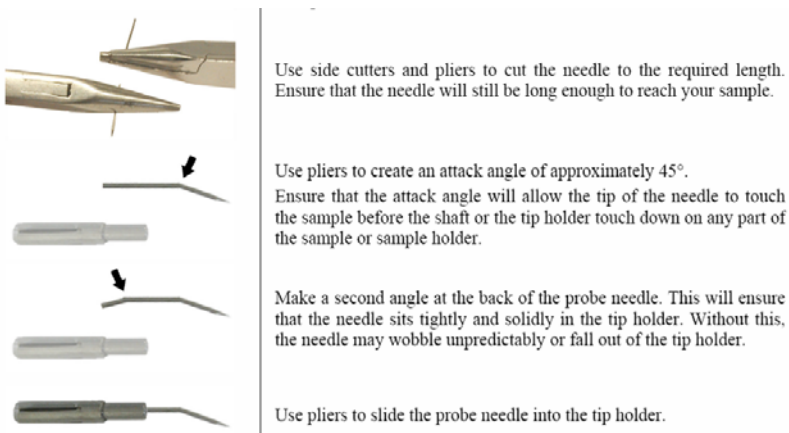 Use side cutters and pliers to cut the needle to the required length.
Ensure that the needle will still be long enough to reach your sample.
Use pliers to create an attack angle of approximately 45°.
Ensure that the attack angle will allow the tip of the needle to touch
the sample before the shaft or the tip holder touch down on any part of
the sample or sample holder.
Make a second angle at the back of the probe needle. This will ensure
that the needle sits tightly and solidly in the tip holder. Without this,
the needle may wobble unpredictably or fall out of the tip holder.
Use pliers to slide the probe needle into the tip holder.